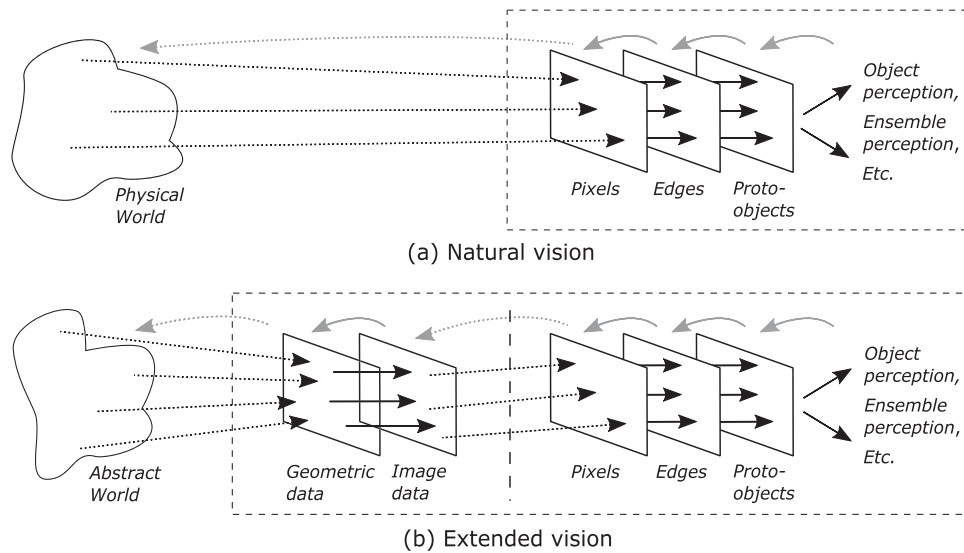 Physical
World
Pixels
Edges
Proto-
objects
Object
perception,
Ensemble
perception,
Etc.
(a) Natural vision
Abstract
World
Geometric
data
Image
data
Pixels
Edges
Proto-
objects
Object
perception,
Ensemble
perception,
Etc.
(b) Extended vision